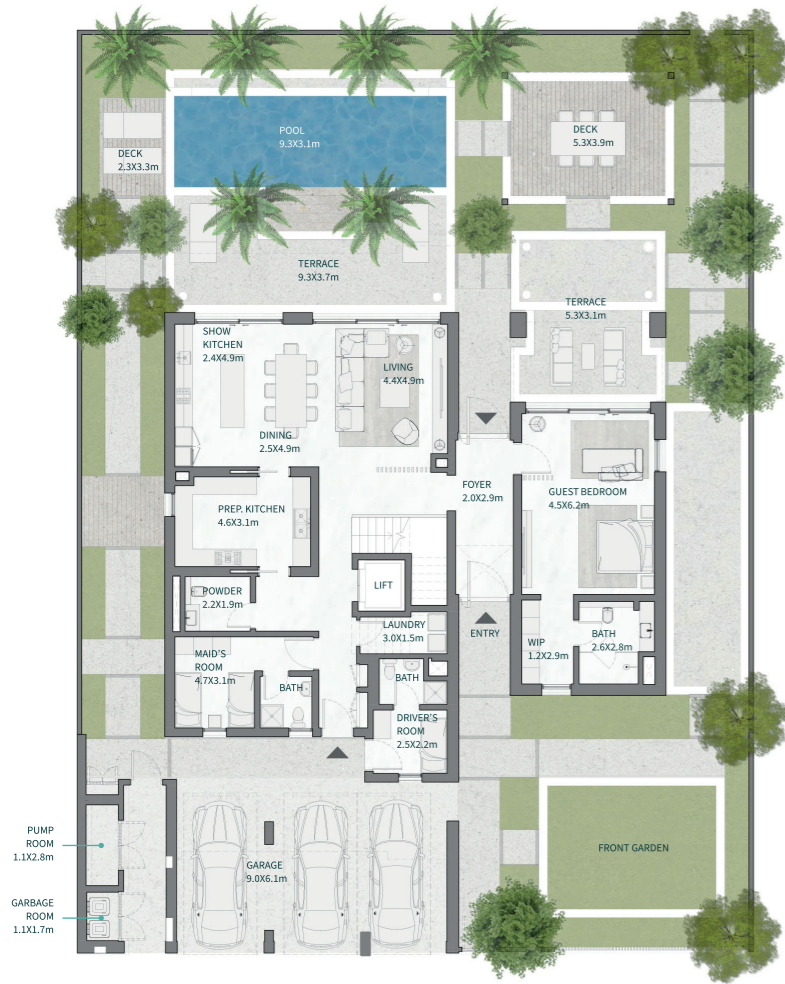 POOL
9.3X3.1m
DECK
5.3X3.9m
DECK
2.3X3.3m
TERRACE
9.3X3.7m
TERRACE
5.3X3.1m
SHOW
KITCHEN
2.4X4.9m
LIVING
4.4X4.9m
DINING
2.5X4.9m
FOYER
2.0X2.9m
GUEST BEDROOM
4.5X6.2m
PREP. KITCHEN
4.6X3.1m
LIFT
POWDER
2.2X1.9m
LAUNDRY
3.0X1.5m
ENTRY
WIP
1.2X2.9m
BATH
2.6X2.8m
MAID'S
ROOM
4.7X3.1m
BATH
BATH
DRIVER'S
ROOM
2.5X2.2m
PUMP
ROOM
1.1X2.8m
GARAGE
9.0X6.1m
FRONT GARDEN
GARBAGE
ROOM
1.1X1.7m